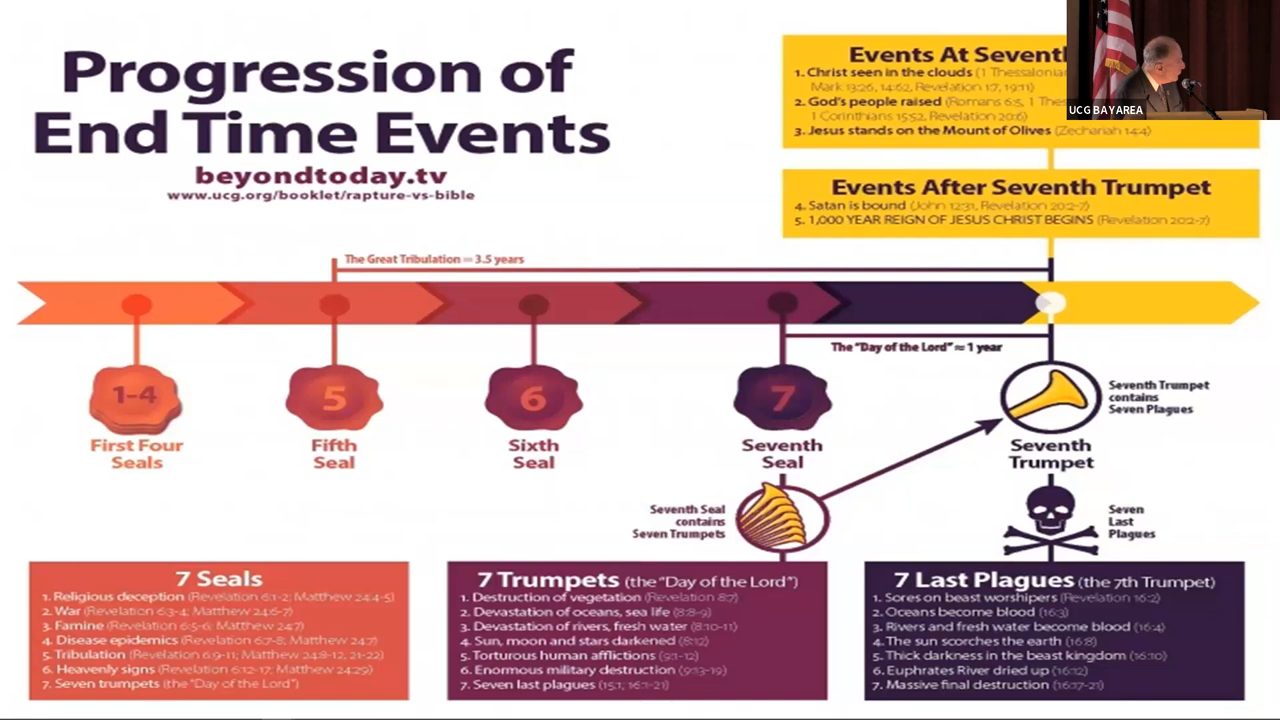 Progression of
End Time Events
beyondtoday.tv
www.ucg.org/booklet/rapture-vs-bible
Events At
1. Christ seen in the clouds (1
Mark 13:26, 14:62, Revelation 1:7, 19:11)
2. God's people raised (Romans 6:5, 1
1 Corinthians 15:52, Revelation 20:6)
3. Jesus stands on the Mount of Olives (Zechariah 14:4)
UCG BAY AREA
Events After Seventh Trumpet
4. Satan is bound (John 12:31, Revelation 20:2-7)
5. 1,000 YEAR REIGN OF JESUS CHRIST BEGINS (Revelation 20:2-7)
The Great Tribulation = 3.5 years
The "Day of the Lord" ≈ 1 year
1-4
First Four
Seals
5
Fifth
Seal
6
Sixth
Seal
7
Seventh
Seal
Seventh Trumpet
contains
Seven Plagues
Seventh
Trumpet
Seventh Seal
contains
Seven Trumpets
Seven
Last
Plagues
7 Seals
1. Religious deception (Revelation 6:1-2; Matthew 24:4-5)
2. War (Revelation 6:3-4; Matthew 24:6-7)
3. Famine (Revelation 6:5-6; Matthew 24:7)
4. Disease epidemics (Revelation 6:7-8; Matthew 24:7)
5. Tribulation (Revelation 6:9-11; Matthew 24:8-12, 21-22)
6. Heavenly signs (Revelation 6:12-17; Matthew 24:29)
7. Seven trumpets (the "Day of the Lord")
7 Trumpets (the "Day of the Lord")
1. Destruction of vegetation (Revelation 8:7)
2. Devastation of oceans, sea life (8:8-9)
3. Devastation of rivers, fresh water (8:10-11)
4. Sun, moon and stars darkened (8:12)
5. Torturous human afflictions (9:1-12)
6. Enormous military destruction (9:13-19)
7. Seven last plagues (15:1; 16:1-21)
7 Last Plagues (the 7th Trumpet)
1. Sores on beast worshipers (Revelation 16:2)
2. Oceans become blood (16:3)
3. Rivers and fresh water become blood (16:4)
4. The sun scorches the earth (16:8)
5. Thick darkness in the beast kingdom (16:10)
6. Euphrates River dried up (16:12)
7. Massive final destruction (16:17-21)